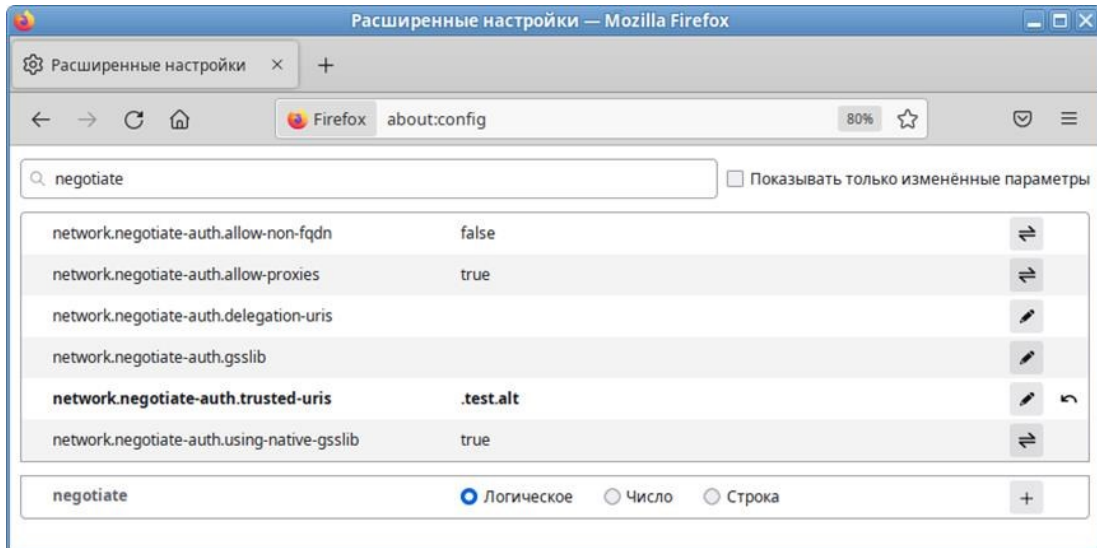 Расширенные настройки — Mozilla Firefox
Расширенные настройки
Firefox about:config 80%
negotiate Показывать только изменённые параметры
network.negotiate-auth.allow-non-fqdn false
network.negotiate-auth.allow-proxies true
network.negotiate-auth.delegation-uris
network.negotiate-auth.gsslib
network.negotiate-auth.trusted-uris .test.alt
network.negotiate-auth.using-native-gsslib true
negotiate Логическое Число Строка